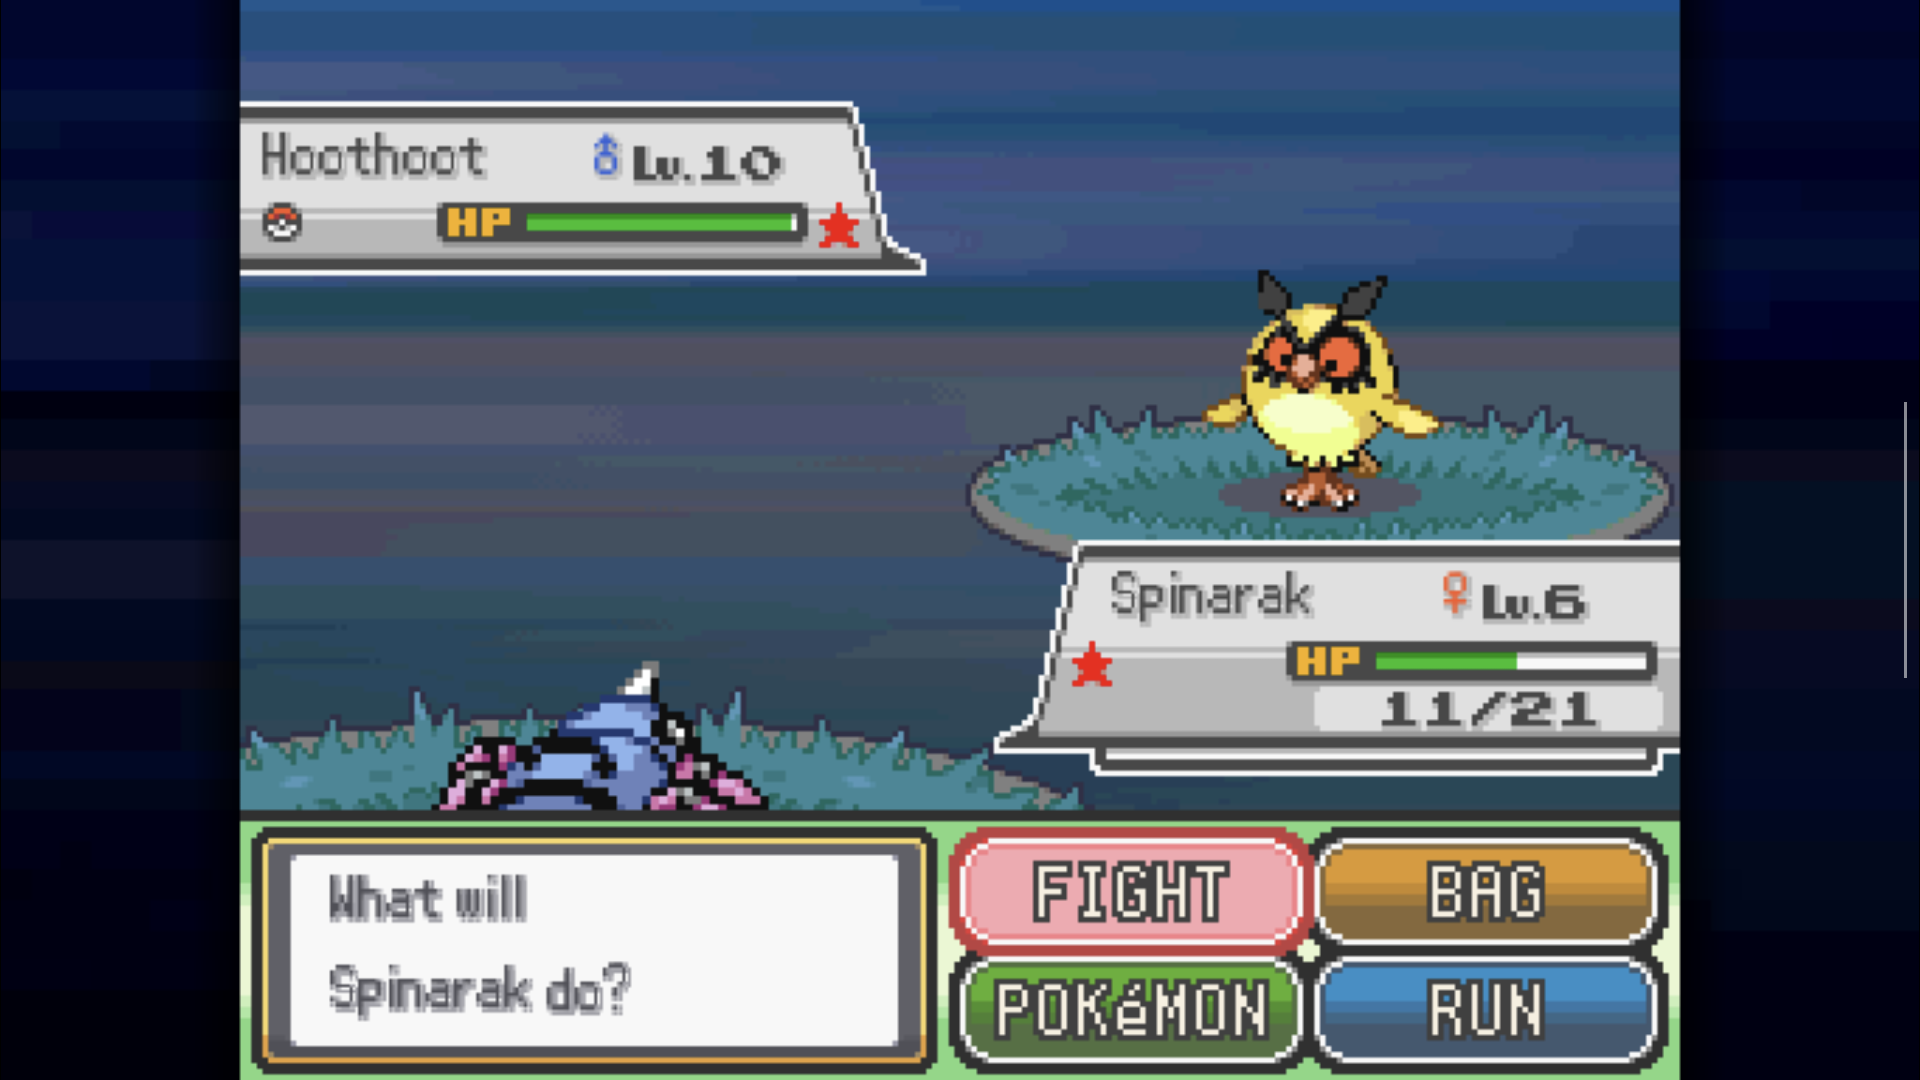 Hoothoot ♂ Lv.10
HP
Spinarak ♀ Lv.6
HP
11/21
What will
Spinarak do?
FIGHT
BAG
POKéMON
RUN